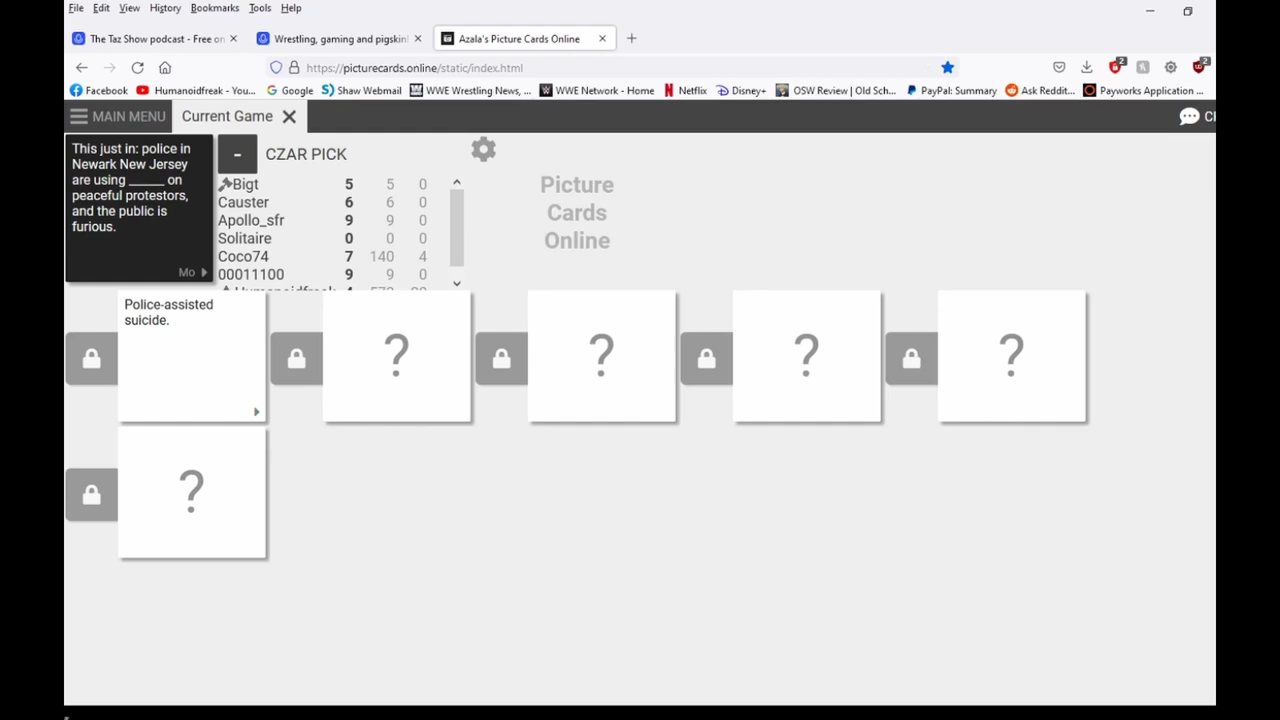 File Edit View History Bookmarks Tools Help
The Taz Show podcast - Free on
Wrestling, gaming and pigskin!
Azala's Picture Cards Online
https://picturecards.online/static/index.html
2
2
Facebook Humanoidfreak - You... Google Shaw Webmail WWE Wrestling News, ... WWE Network - Home Netflix Disney+ OSW Review | Old Sch... PayPal: Summary Ask Reddit... Payworks Application ...
MAIN MENU Current Game
This just in: police in
Newark New Jersey
are using ______ on
peaceful protestors,
and the public is
furious.
Mo
- CZAR PICK
Bigt 5 5 0
Causter 6 6 0
Apollo_sfr 9 9 0
Solitaire 0 0 0
Coco74 7 140 4
00011100 9 9 0
Picture
Cards
Online
Police-assisted
suicide.
? ? ? ?
?